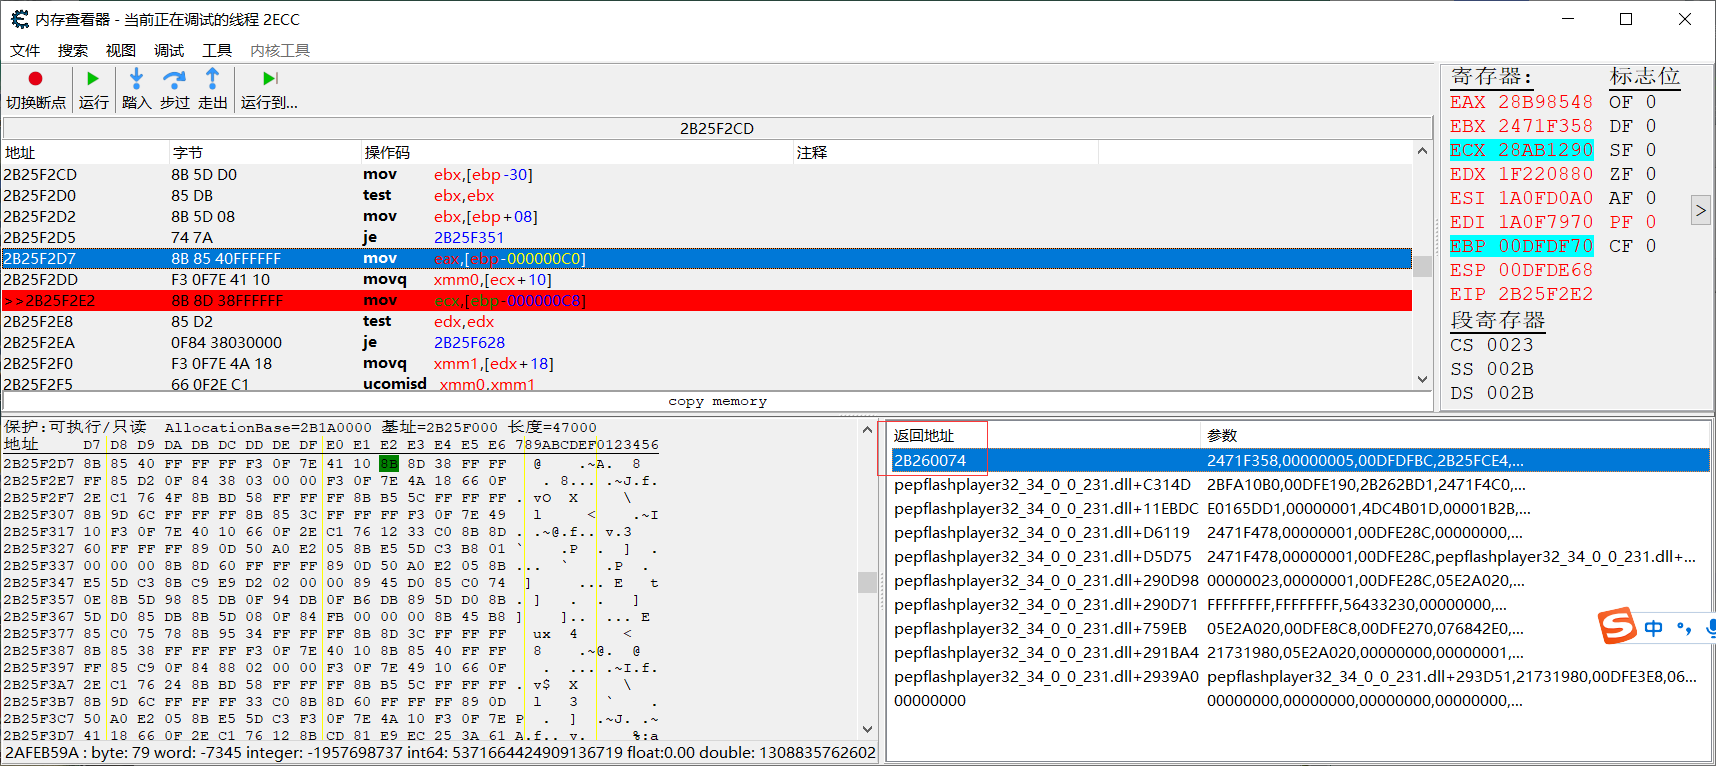 内存查看器 - 当前正在调试的线程 2ECC
文件 搜索 视图 调试 工具 内核工具
切换断点 运行 踏入 步过 走出 运行到...
2B25F2CD
地址 字节 操作码 注释
2B25F2CD 8B 5D D0 mov ebx,[ebp-30]
2B25F2D0 85 DB test ebx,ebx
2B25F2D2 8B 5D 08 mov ebx,[ebp+08]
2B25F2D5 74 7A je 2B25F351
2B25F2D7 8B 85 40FFFFFF mov eax,[ebp-000000C0]
2B25F2DD F3 0F7E 41 10 movq xmm0,[ecx+10]
>>2B25F2E2 8B 8D 38FFFFFF mov ecx,[ebp-000000C8]
2B25F2E8 85 D2 test edx,edx
2B25F2EA 0F84 38030000 je 2B25F628
2B25F2F0 F3 0F7E 4A 18 movq xmm1,[edx+18]
2B25F2F5 66 0F2E C1 ucomisd xmm0,xmm1
copy memory
寄存器: 标志位
EAX 28B98548 OF 0
EBX 2471F358 DF 0
ECX 28AB1290 SF 0
EDX 1F220880 ZF 0
ESI 1A0FD0A0 AF 0
EDI 1A0F7970 PF 0
EBP 00DFDF70 CF 0
ESP 00DFDE68
EIP 2B25F2E2
段寄存器
CS 0023
SS 002B
DS 002B
>
保护:可执行/只读 AllocationBase=2B1A0000 基址=2B25F000 长度=47000
地址 D7 D8 D9 DA DB DC DD DE DF E0 E1 E2 E3 E4 E5 E6 789ABCDEF0123456
2B25F2D7 8B 85 40 FF FF FF F3 0F 7E 41 10 8B 8D 38 FF FF @ .~A. 8
2B25F2E7 FF 85 D2 0F 84 38 03 00 00 F3 0F 7E 4A 18 66 0F . 8... .~J.f.
2B25F2F7 2E C1 76 4F 8B BD 58 FF FF FF 8B B5 5C FF FF FF . vO X \
2B25F307 8B 9D 6C FF FF FF 8B 85 3C FF FF FF F3 0F 7E 49 l < .~I
2B25F317 10 F3 0F 7E 40 10 66 0F 2E C1 76 12 33 C0 8B 8D . .~@.f.. v.3
2B25F327 60 FF FF FF 89 0D 50 A0 E2 05 8B E5 5D C3 B8 01 ` .P . ] .
2B25F337 00 00 00 8B 8D 60 FF FF FF 89 0D 50 A0 E2 05 8B ... ` .P .
2B25F347 E5 5D C3 8B C9 E9 D2 02 00 00 89 45 D0 85 C0 74 ] ... E t
2B25F357 0E 8B 5D 98 85 DB 0F 94 DB 0F B6 DB 89 5D D0 8B . ] . . ]
2B25F367 5D D0 85 DB 8B 5D 08 0F 84 FB 00 00 00 8B 45 B8 ] ].. ... E
2B25F377 85 C0 75 78 8B 95 34 FF FF FF 8B 8D 3C FF FF FF ux 4 <
2B25F387 8B 85 38 FF FF FF F3 0F 7E 40 10 8B 85 40 FF FF 8 .~@. @
2B25F397 FF 85 C9 0F 84 88 02 00 00 F3 0F 7E 49 10 66 0F . ... .~I.f.
2B25F3A7 2E C1 76 24 8B BD 58 FF FF FF 8B B5 5C FF FF FF . v$ X \
2B25F3B7 8B 9D 6C FF FF FF 33 C0 8B 8D 60 FF FF FF 89 0D l 3 ` .
2B25F3C7 50 A0 E2 05 8B E5 5D C3 F3 0F 7E 4A 10 F3 0F 7E P . ] .~J. .~
2B25F3D7 41 18 66 0F 2E C1 76 12 8B CD 81 E9 EC 25 3A 61 A.f.. v. %:a
2AFEB59A : byte: 79 word: -7345 integer: -1957698737 int64: 5371664424909136719 float:0.00 double: 1308835762602
返回地址 参数
2B260074 2471F358,00000005,00DFDFBC,2B25FCE4,...
pepflashplayer32_34_0_0_231.dll+C314D 2BFA10B0,00DFE190,2B262BD1,2471F4C0,...
pepflashplayer32_34_0_0_231.dll+11EBDC E0165DD1,00000001,4DC4B01D,00001B2B,...
pepflashplayer32_34_0_0_231.dll+D6119 2471F478,00000001,00DFE28C,00000000,...
pepflashplayer32_34_0_0_231.dll+D5D75 2471F478,00000001,00DFE28C,pepflashplayer32_34_0_0_231.dll+...
pepflashplayer32_34_0_0_231.dll+290D98 00000023,00000001,00DFE28C,05E2A020,...
pepflashplayer32_34_0_0_231.dll+290D71 FFFFFFFF,FFFFFFFF,56433230,00000000,...
pepflashplayer32_34_0_0_231.dll+759EB 05E2A020,00DFE8C8,00DFE270,076842E0,...
pepflashplayer32_34_0_0_231.dll+291BA4 21731980,05E2A020,00000000,00000001,...
pepflashplayer32_34_0_0_231.dll+2939A0 pepflashplayer32_34_0_0_231.dll+293D51,21731980,00DFE3E8,06...
00000000 00000000,00000000,00000000,00000000,...
S 中 °,